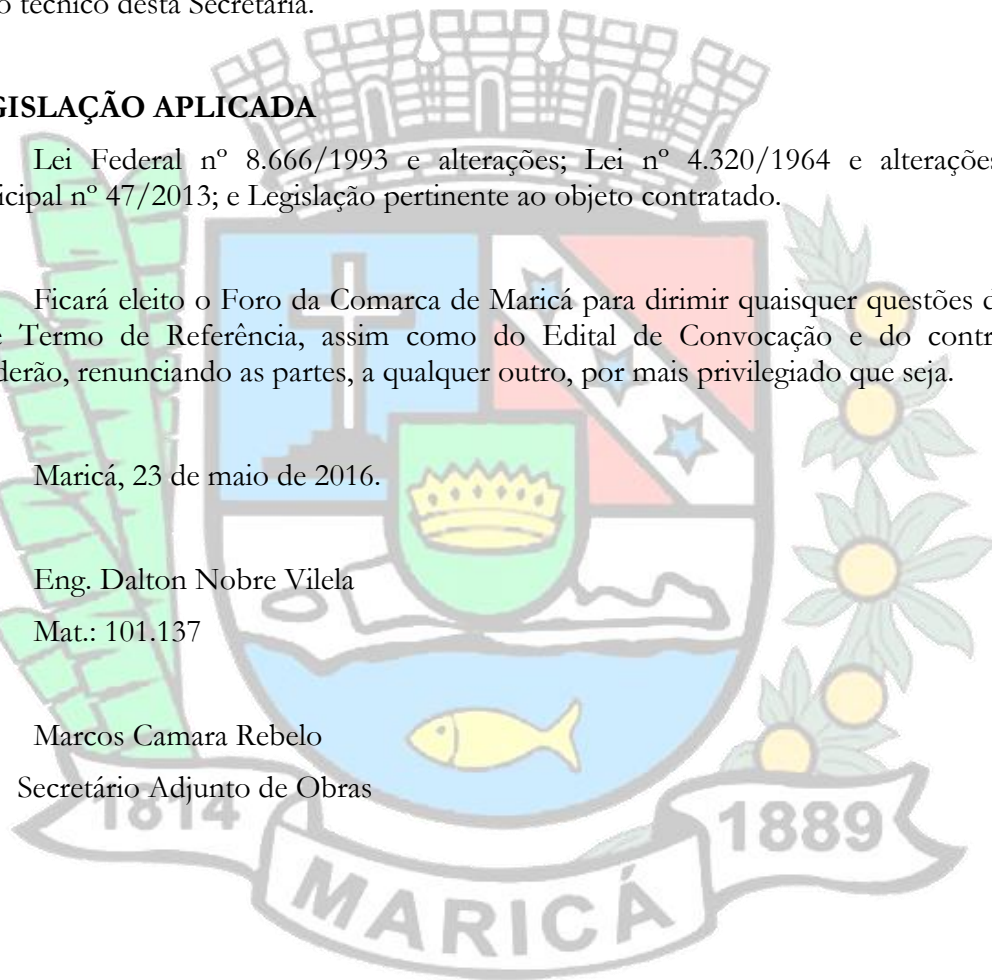 o técnico desta Secretaria.
GISLAÇÃO APLICADA
Lei Federal nº 8.666/1993 e alterações; Lei nº 4.320/1964 e alterações
icipal nº 47/2013; e Legislação pertinente ao objeto contratado.
Ficará eleito o Foro da Comarca de Maricá para dirimir quaisquer questões d
e Termo de Referência, assim como do Edital de Convocação e do contr
derão, renunciando as partes, a qualquer outro, por mais privilegiado que seja.
Maricá, 23 de maio de 2016.
Eng. Dalton Nobre Vilela
Mat.: 101.137
Marcos Camara Rebelo
Secretário Adjunto de Obras
1814
1889
MARICÁ